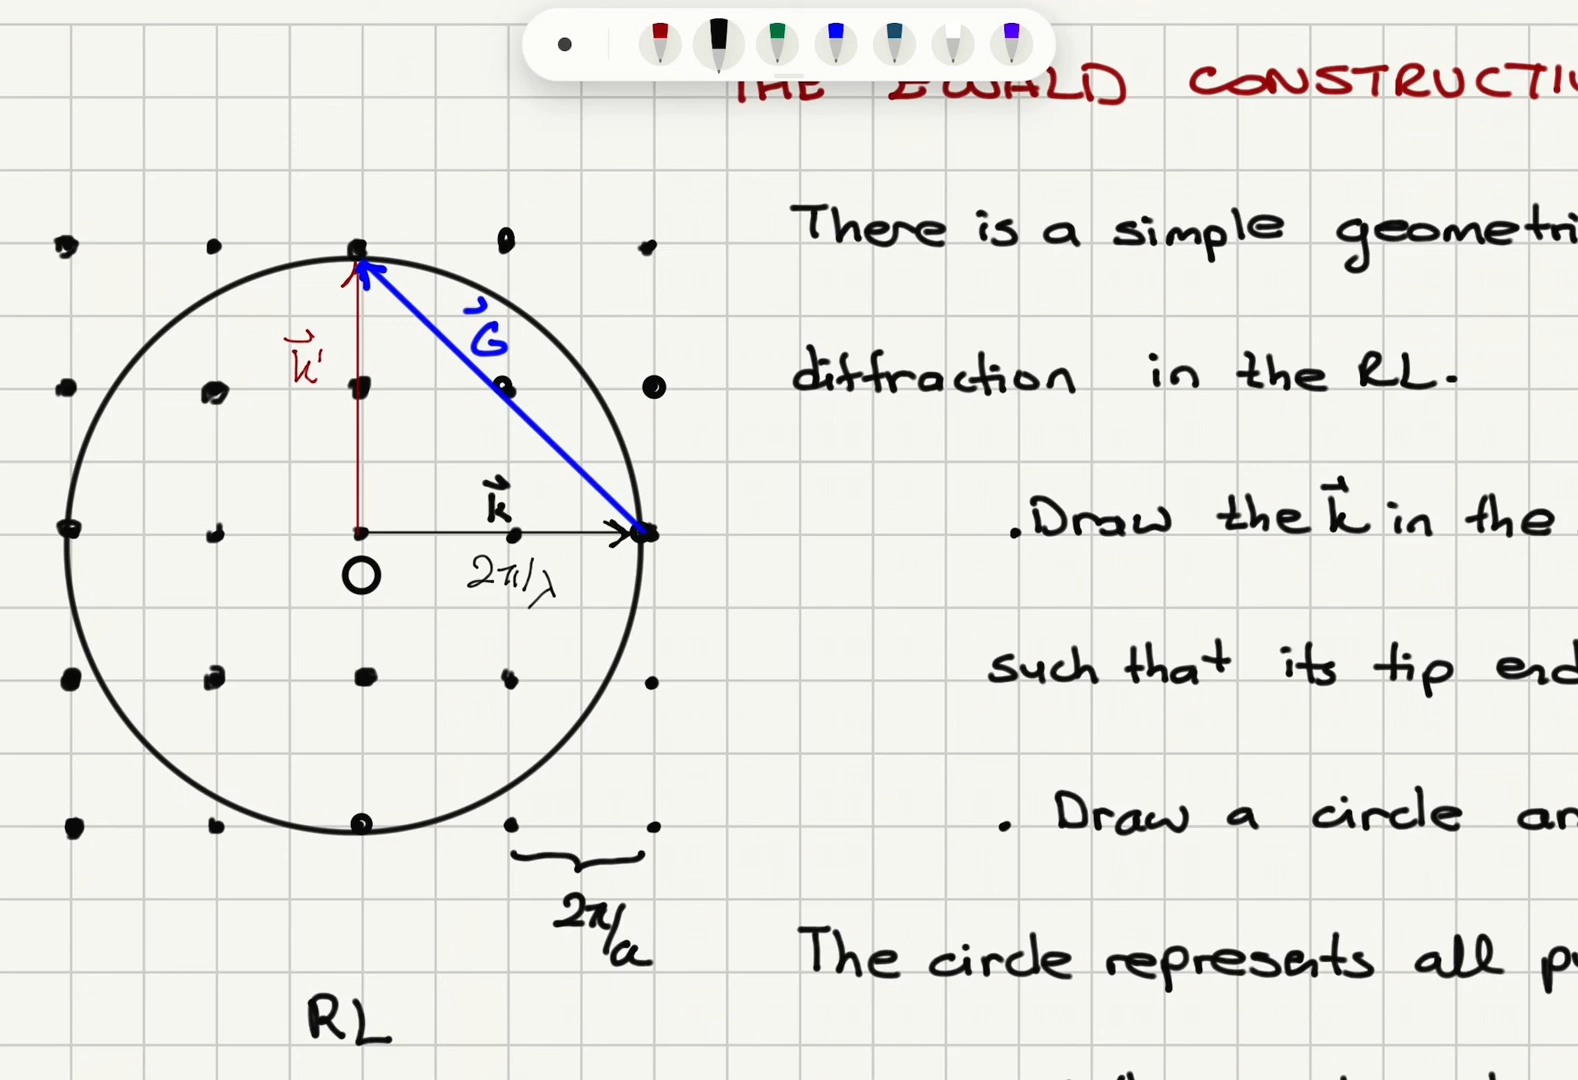 THE EWALD CONSTRUCTI
There is a simple geometri
diffraction in the RL.
. Draw the k⃗ in the
such that its tip end
. Draw a circle an
The circle represents all p
G⃗
k⃗'
k⃗
2π/λ
O
2π/a
RL